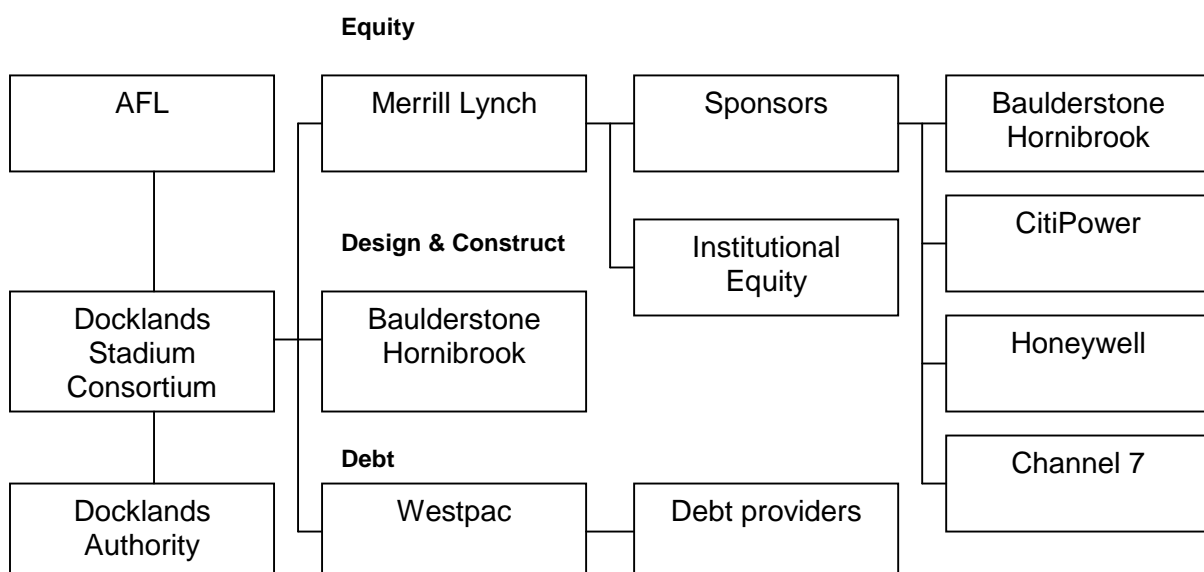 Equity
AFL
Merrill Lynch
Sponsors
Baulderstone
Hornibrook
CitiPower
Design & Construct
Institutional
Equity
Docklands
Stadium
Consortium
Baulderstone
Hornibrook
Honeywell
Debt
Channel 7
Docklands
Authority
Westpac
Debt providers